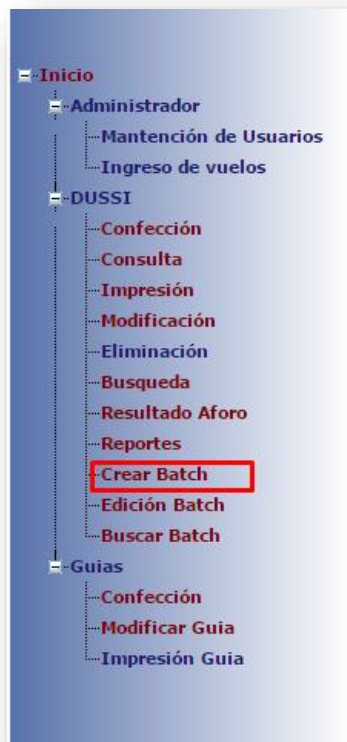 Inicio
Administrador
Mantención de Usuarios
Ingreso de vuelos
DUSSI
Confección
Consulta
Impresión
Modificación
Eliminación
Busqueda
Resultado Aforo
Reportes
Crear Batch
Edición Batch
Buscar Batch
Guias
Confección
Modificar Guia
Impresión Guia